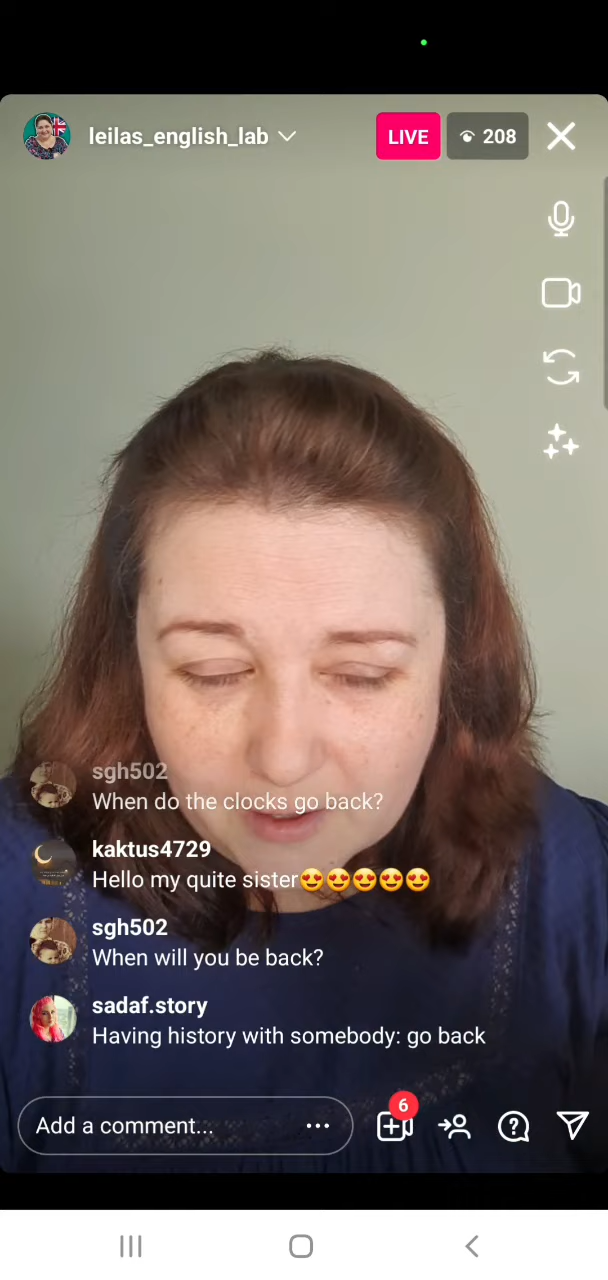 leilas_english_lab
LIVE
208
sgh502
When do the clocks go back?
kaktus4729
Hello my quite sister😍😍😍😍😍
sgh502
When will you be back?
sadaf.story
Having history with somebody: go back
6
Add a comment...